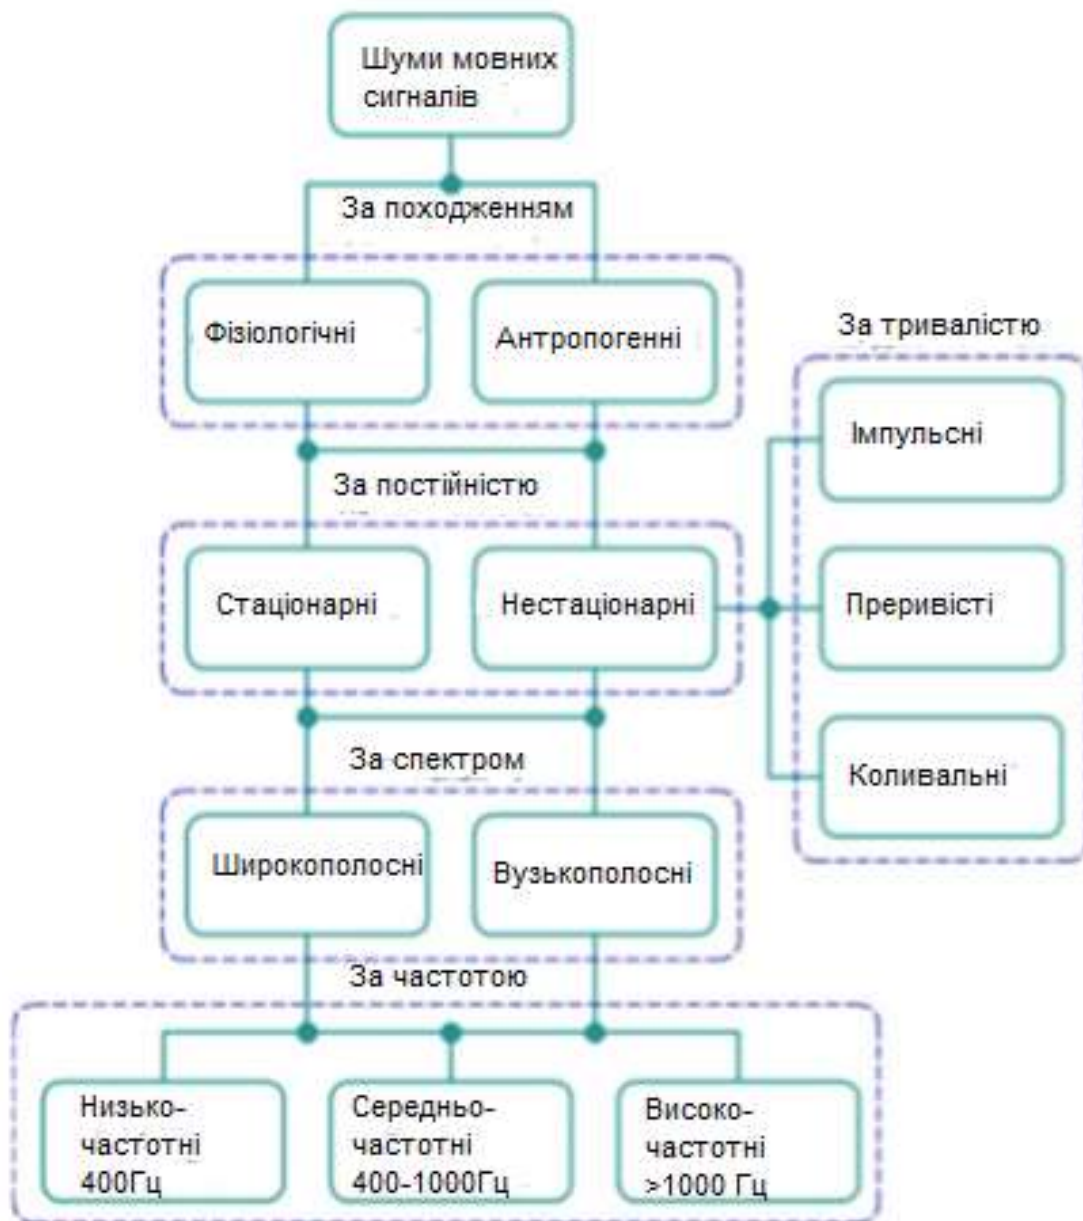 Шуми мовних
сигналів
За походженням
Фізіологічні
Антропогенні
За тривалістю
Імпульсні
За постійністю
Стаціонарні
Нестаціонарні
Преривісті
За спектром
Коливальні
Широкополосні
Вузькополосні
За частотою
Низько-
частотні
400Гц
Середньо-
частотні
400-1000Гц
Високо-
частотні
>1000 Гц